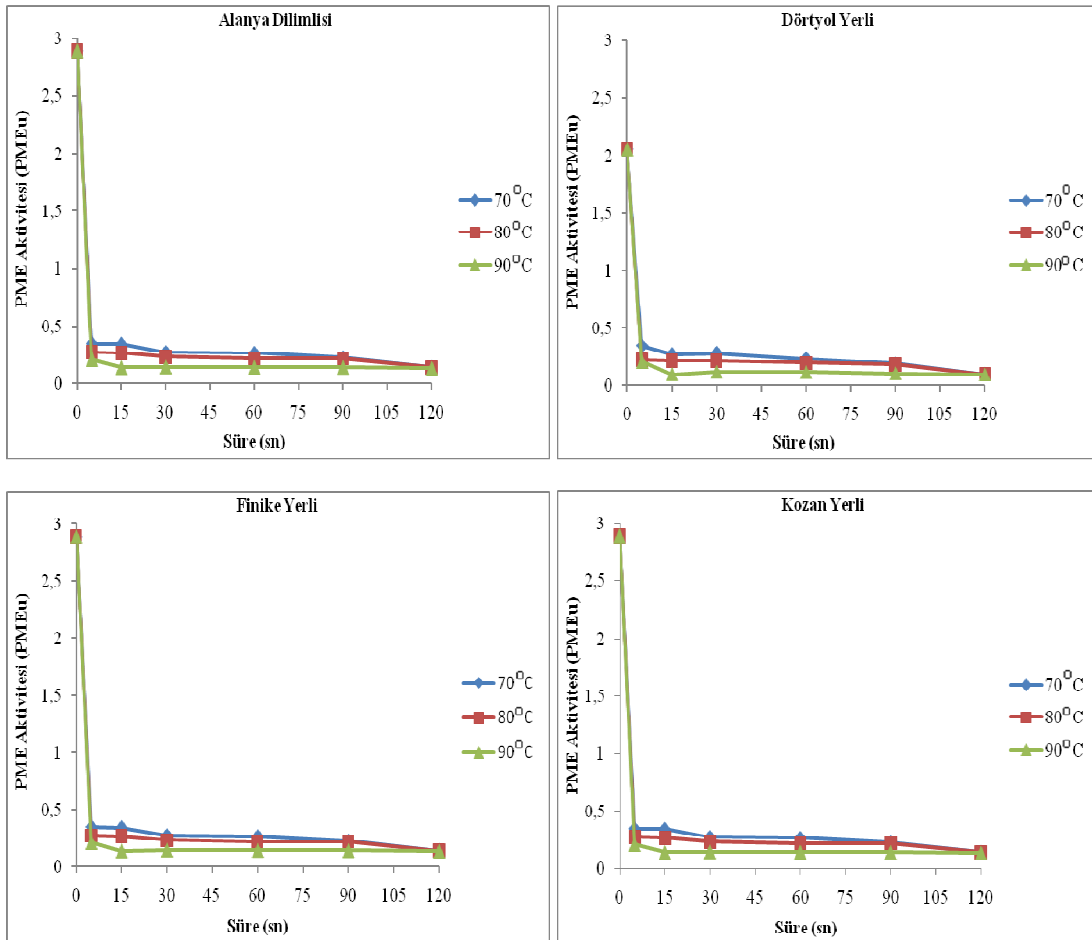 Alanya Dilimlisi
PME Aktivitesi (PMEu)
3
2,5
2
1,5
1
0,5
0
0 15 30 45 60 75 90 105 120
Süre (sn)
70°C
80°C
90°C
Dörtyol Yerli
PME Aktivitesi (PMEu)
3
2,5
2
1,5
1
0,5
0
0 15 30 45 60 75 90 105 120
Süre (sn)
70°C
80°C
90°C
Finike Yerli
PME Aktivitesi (PMEu)
3
2,5
2
1,5
1
0,5
0
0 15 30 45 60 75 90 105 120
Süre (sn)
70°C
80°C
90°C
Kozan Yerli
PME Aktivitesi (PMEu)
3
2,5
2
1,5
1
0,5
0
0 15 30 45 60 75 90 105 120
Süre (sn)
70°C
80°C
90°C